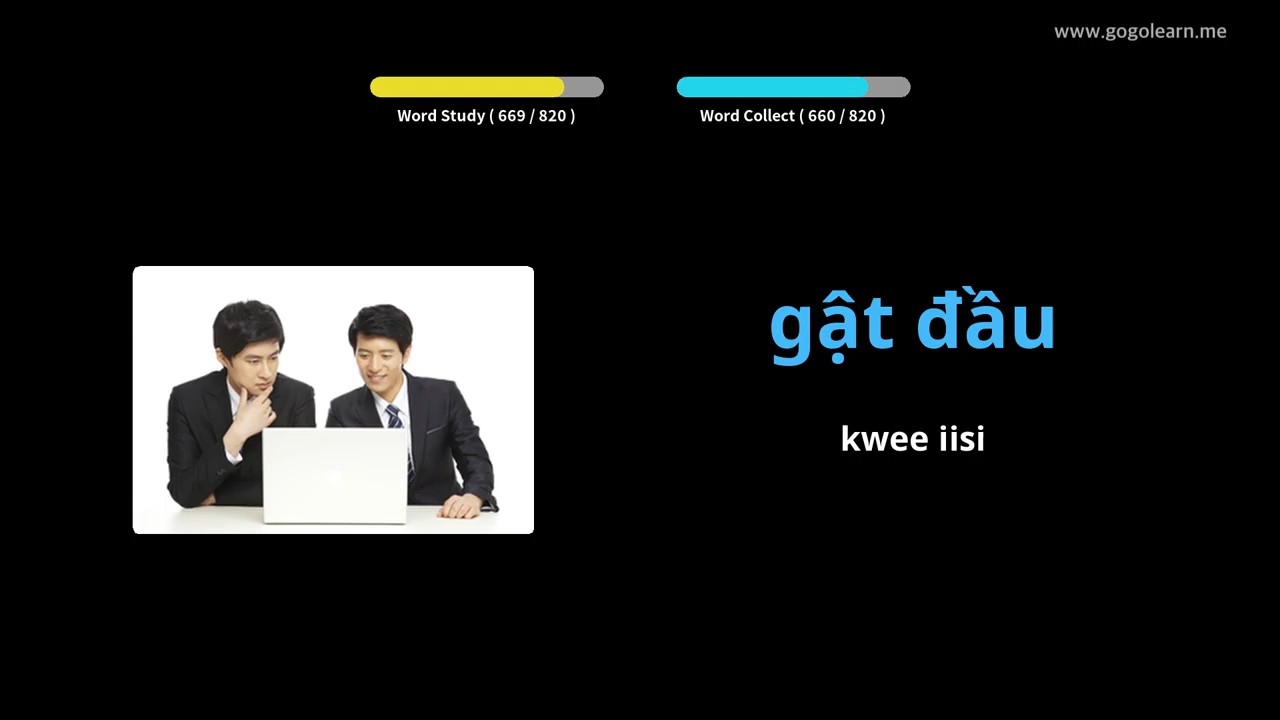 www.gogolearn.me
Word Study ( 669 / 820 )
Word Collect ( 660 / 820 )
gật đầu
kwee iisi